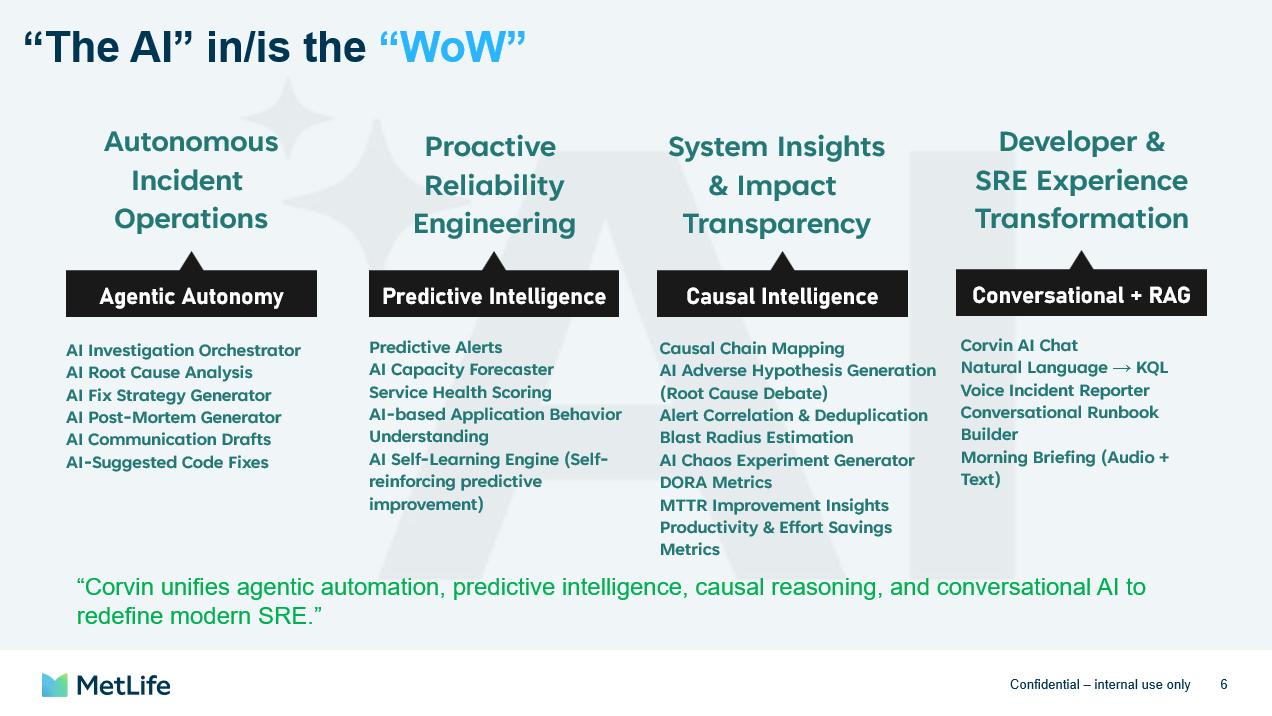 “The AI” in/is the “WoW”
Autonomous
Incident
Operations
Agentic Autonomy
AI Investigation Orchestrator
AI Root Cause Analysis
AI Fix Strategy Generator
AI Post-Mortem Generator
AI Communication Drafts
AI-Suggested Code Fixes
Proactive
Reliability
Engineering
Predictive Intelligence
Predictive Alerts
AI Capacity Forecaster
Service Health Scoring
AI-based Application Behavior
Understanding
AI Self-Learning Engine (Self-
reinforcing predictive
improvement)
System Insights
& Impact
Transparency
Causal Intelligence
Causal Chain Mapping
AI Adverse Hypothesis Generation
(Root Cause Debate)
Alert Correlation & Deduplication
Blast Radius Estimation
AI Chaos Experiment Generator
DORA Metrics
MTTR Improvement Insights
Productivity & Effort Savings
Metrics
Developer &
SRE Experience
Transformation
Conversational + RAG
Corvin AI Chat
Natural Language → KQL
Voice Incident Reporter
Conversational Runbook
Builder
Morning Briefing (Audio +
Text)
AI
“Corvin unifies agentic automation, predictive intelligence, causal reasoning, and conversational AI to
redefine modern SRE.”
MetLife
Confidential – internal use only
6